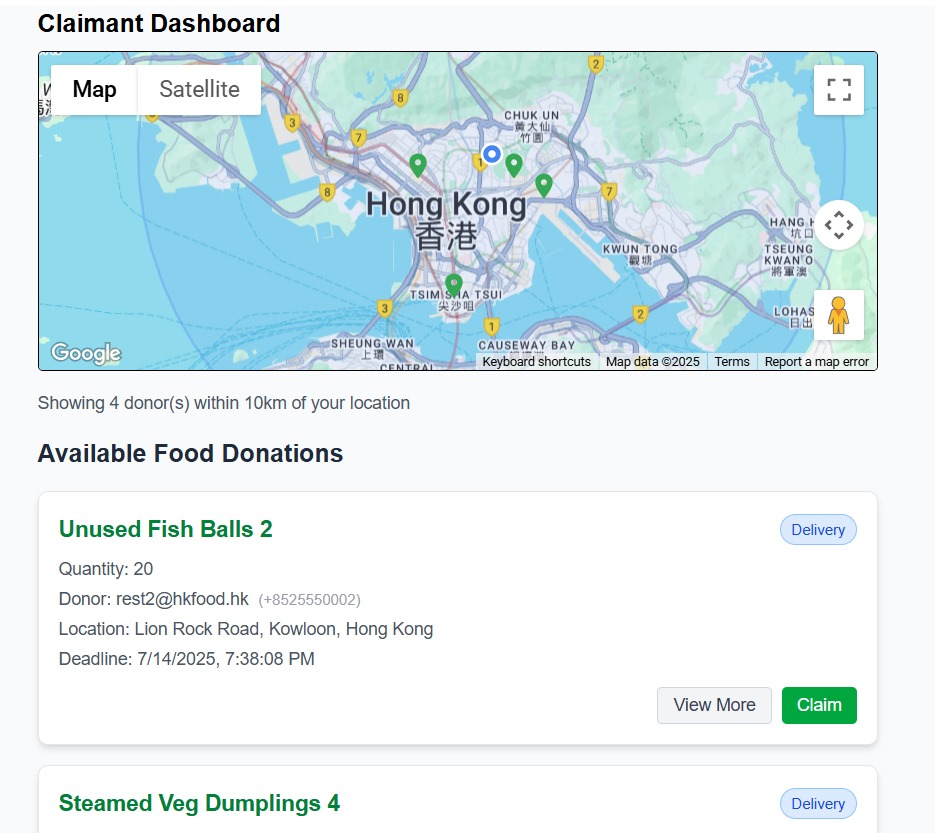 Claimant Dashboard
Map
Satellite
2
8
3
7
CHUK UN
黃大仙
竹園
1
8
7
Hong Kong
香港
HANG H
坑口
KWUN TONG
觀塘
TSEUNG
KWAN O
將軍澳
TSIM SHA TSUI
尖沙咀
3
2
LOHAS
日出
1
SHEUNG WAN
上環
CAUSEWAY BAY
CENTRAL
Google
Keyboard shortcuts
Map data ©2025
Terms
Report a map error
Showing 4 donor(s) within 10km of your location
Available Food Donations
Unused Fish Balls 2
Delivery
Quantity: 20
Donor: rest2@hkfood.hk (+8525550002)
Location: Lion Rock Road, Kowloon, Hong Kong
Deadline: 7/14/2025, 7:38:08 PM
View More
Claim
Steamed Veg Dumplings 4
Delivery